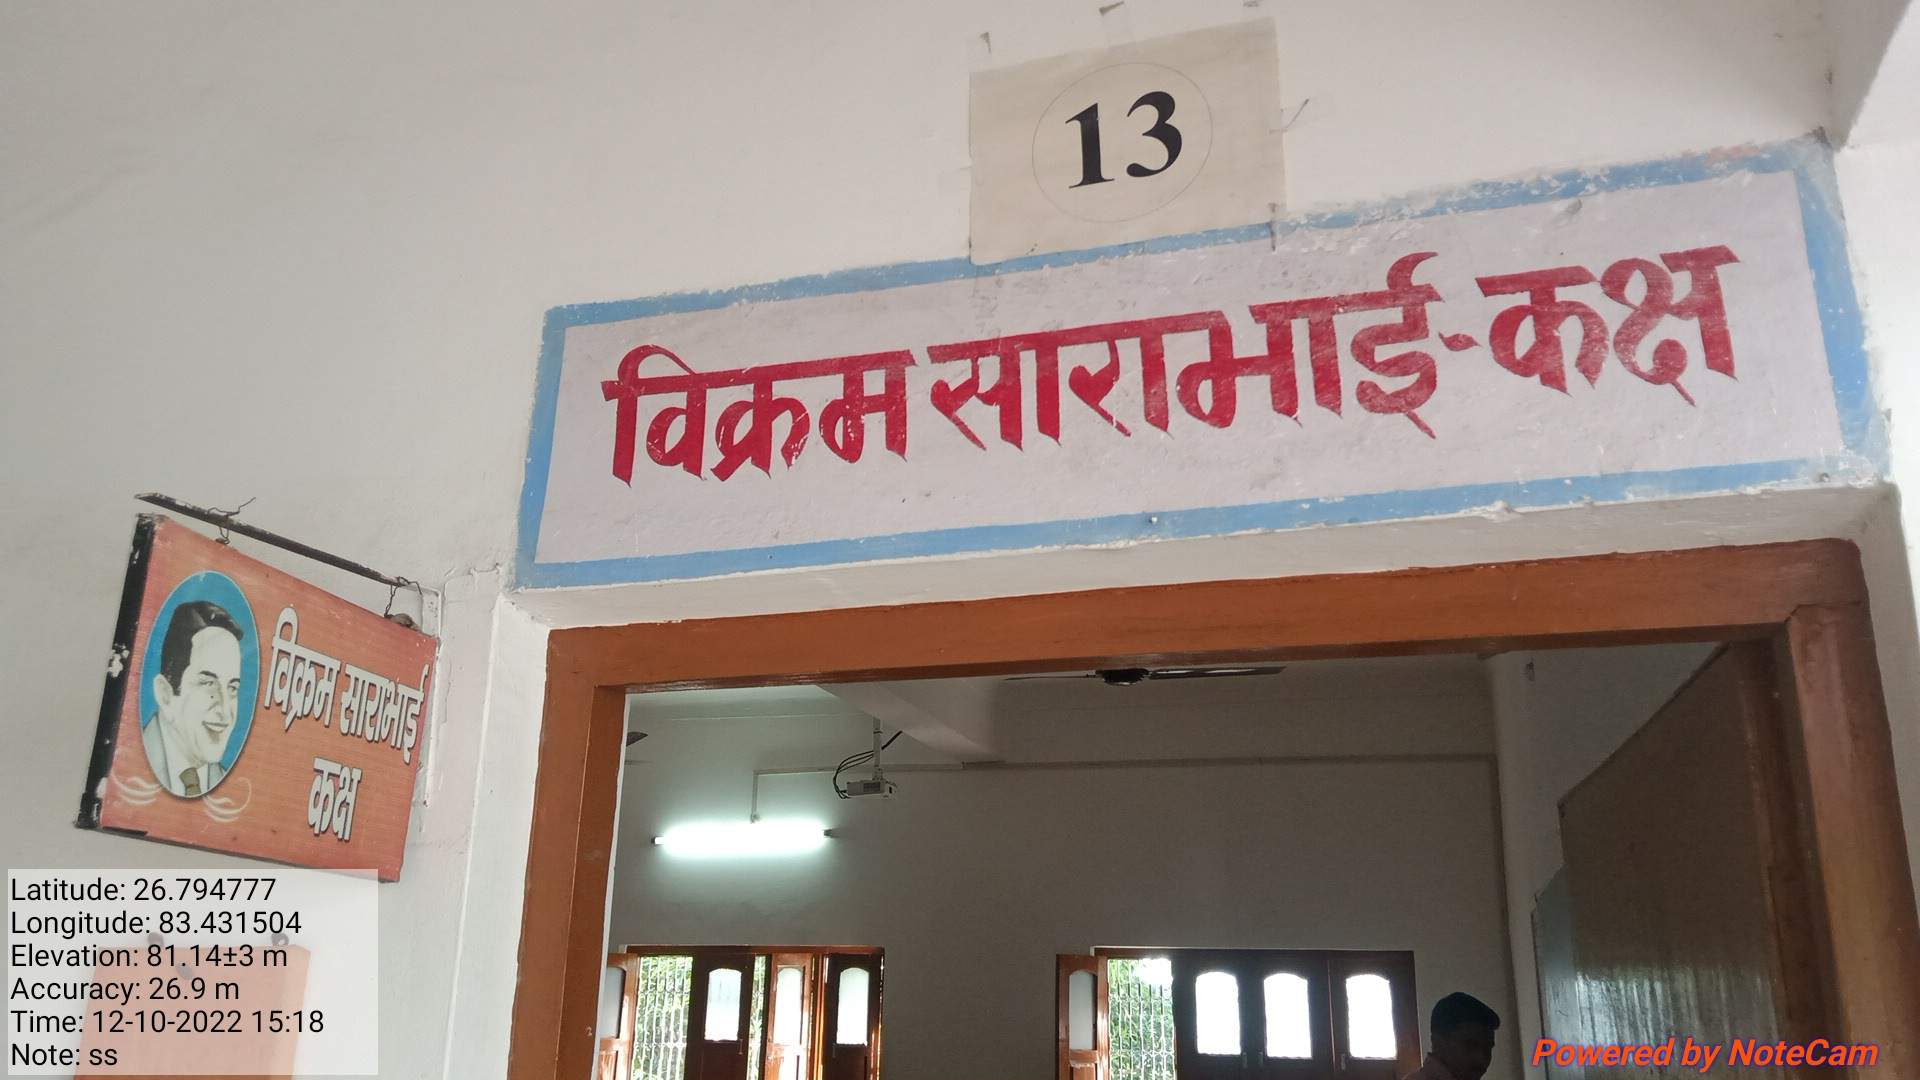 13
विक्रम साराभाई-कक्ष
विक्रम साराभाई
कक्ष
Latitude: 26.794777
Longitude: 83.431504
Elevation: 81.14±3 m
Accuracy: 26.9 m
Time: 12-10-2022 15:18
Note: ss
Powered by NoteCam